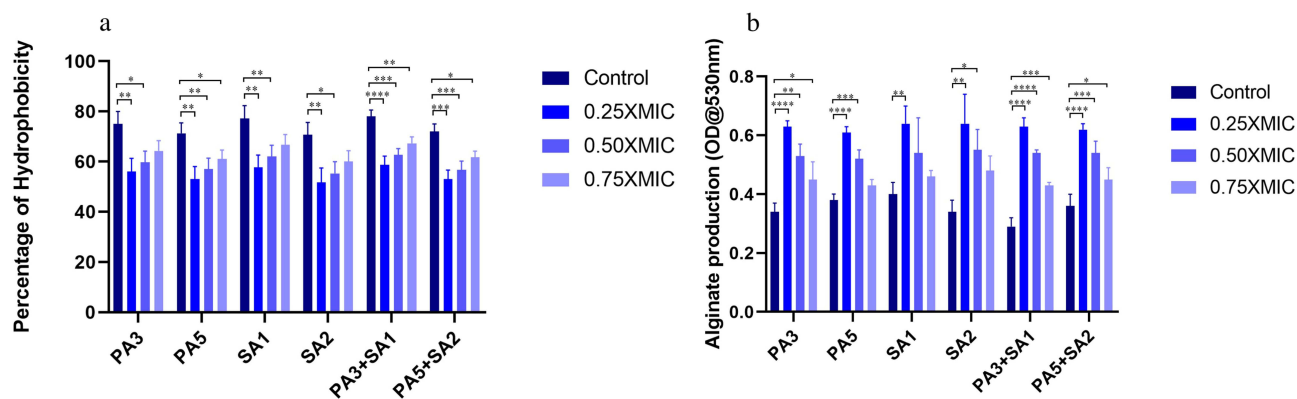 a
Percentage of Hydrophobicity
100
80
60
40
20
0
*
**
*
**
**
**
**
*
**
**
***
****
*
***
***
PA3
PA5
SA1
SA2
PA3+SA1
PA5+SA2
Control
0.25XMIC
0.50XMIC
0.75XMIC
b
Alginate production (OD@530nm)
0.8
0.6
0.4
0.2
0.0
*
**
****
***
****
**
*
**
***
****
****
*
***
****
PA3
PA5
SA1
SA2
PA3+SA1
PA5+SA2
Control
0.25XMIC
0.50XMIC
0.75XMIC